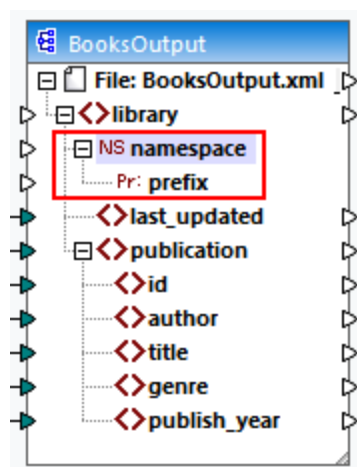 BooksOutput
File: BooksOutput.xml
<>library
NS namespace
Pr: prefix
<>last_updated
<>publication
<>id
<>author
<>title
<>genre
<>publish_year